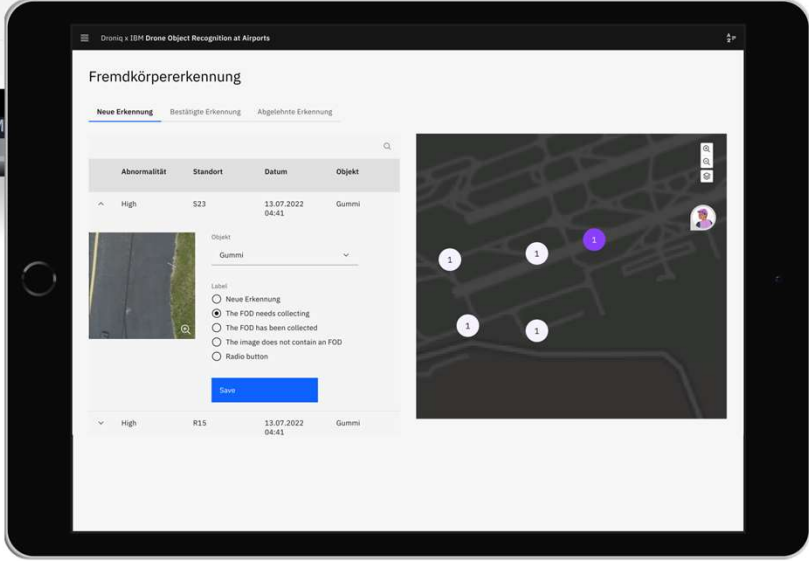 Droniq x IBM Drone Object Recognition at Airports
Fremdkörpererkennung
Neue Erkennung Bestätigte Erkennung Abgelehnte Erkennung
Abnormalität Standort Datum Objekt
High S23 13.07.2022 Gummi
04:41
Objekt
Gummi
Label
Neue Erkennung
The FOD needs collecting
The FOD has been collected
The image does not contain an FOD
Radio button
Save
High R15 13.07.2022 Gummi
04:41
1
1
1
1
1